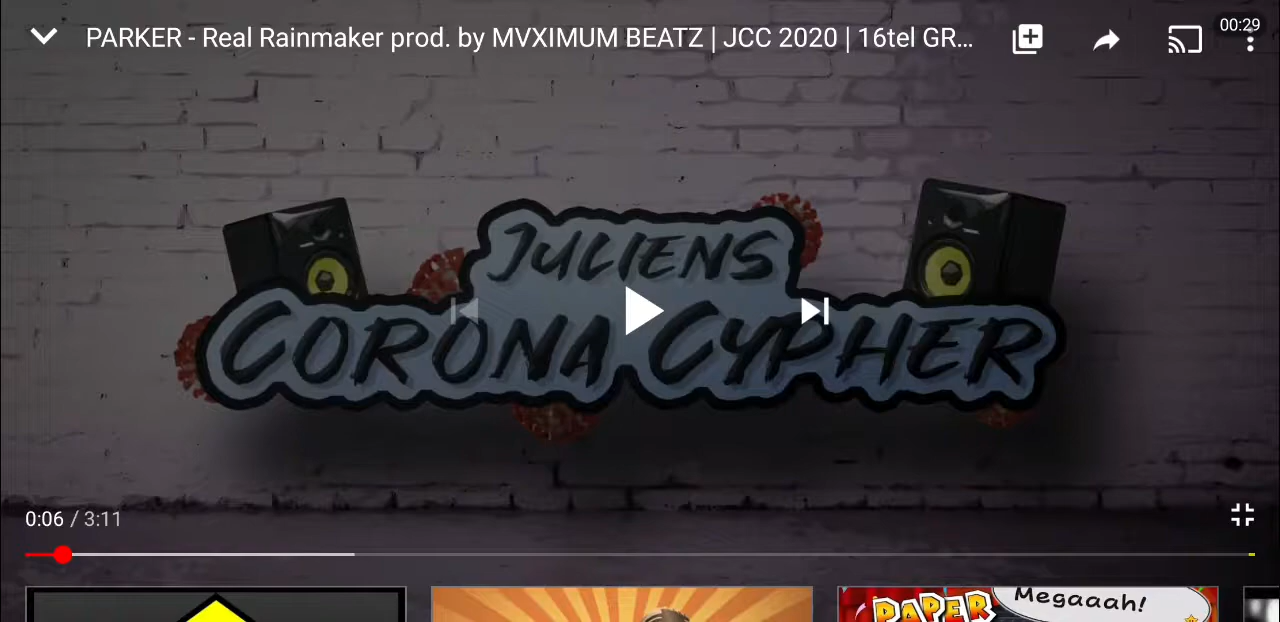 PARKER - Real Rainmaker prod. by MVXIMUM BEATZ | JCC 2020 | 16tel GR...
00:29
JULIENS
CORONA CYPHER
0:06 / 3:11
PAPER
Megaaah!